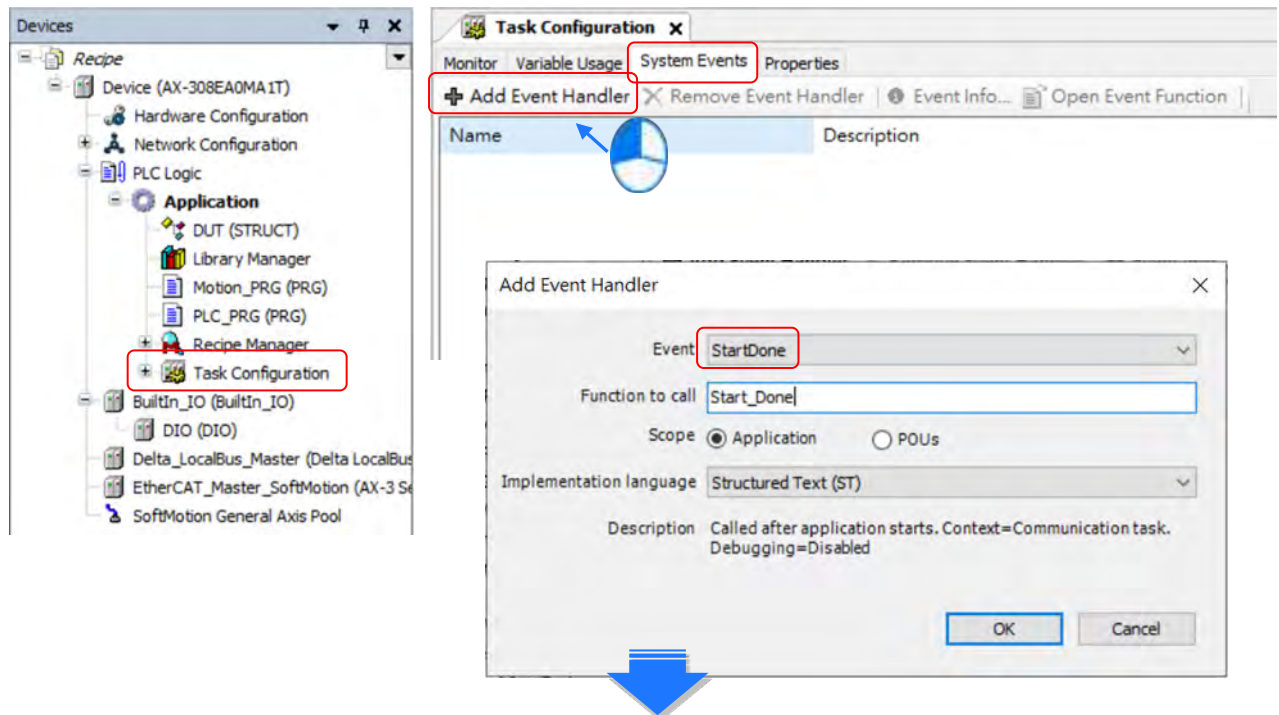 Devices
Recipe
Device (AX-308EA0MA1T)
Hardware Configuration
Network Configuration
PLC Logic
Application
DUT (STRUCT)
Library Manager
Motion_PRG (PRG)
PLC_PRG (PRG)
Recipe Manager
Task Configuration
BuiltIn_IO (BuiltIn_IO)
DIO (DIO)
Delta_LocalBus_Master (Delta LocalBus
EtherCAT_Master_SoftMotion (AX-3 Se
SoftMotion General Axis Pool
Task Configuration
Monitor Variable Usage System Events Properties
Add Event Handler Remove Event Handler Event Info... Open Event Function
Name Description
Add Event Handler
Event StartDone
Function to call Start_Done
Scope Application POUs
Implementation language Structured Text (ST)
Description Called after application starts. Context=Communication task.
Debugging=Disabled
OK Cancel